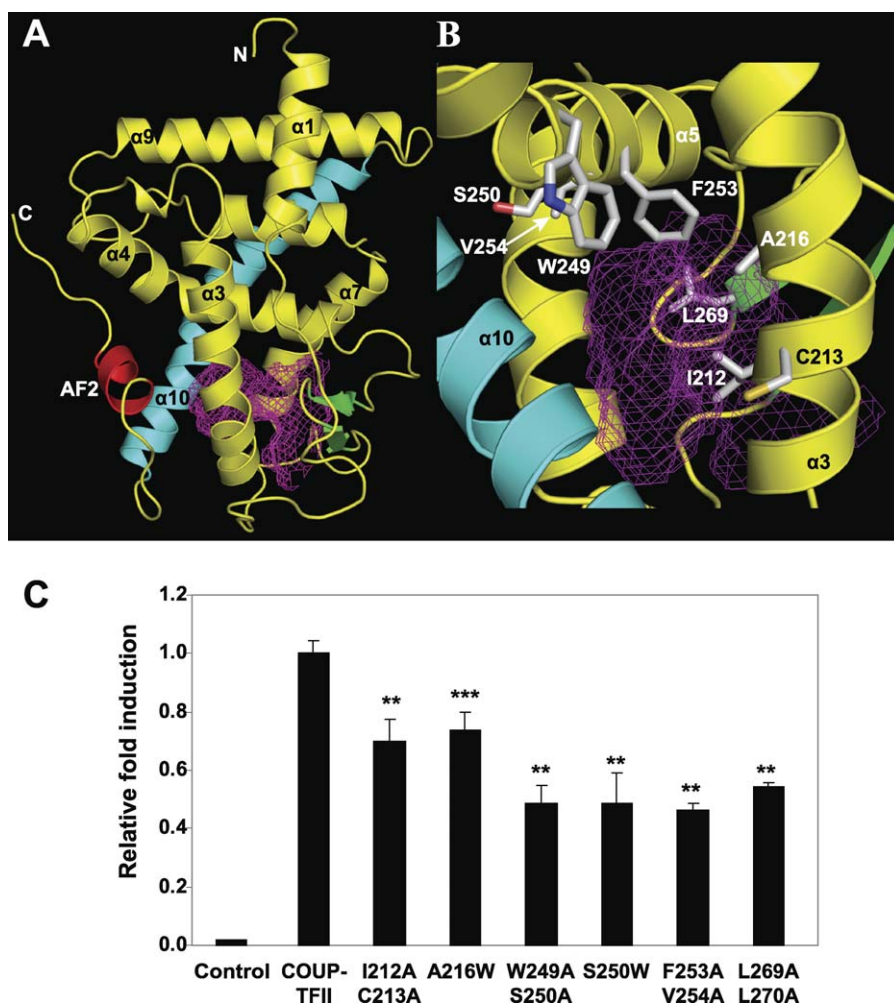 A
N
α9
α1
C
α4
α3
α7
AF2
α10
B
α5
S250
F253
V254
A216
W249
L269
α10
C213
I212
α3
C
Relative fold induction
1.2
1.0
0.8
0.6
0.4
0.2
0.0
**
***
**
**
**
**
Control
COUP-
TFII
I212A
C213A
A216W
W249A
S250A
S250W
F253A
V254A
L269A
L270A